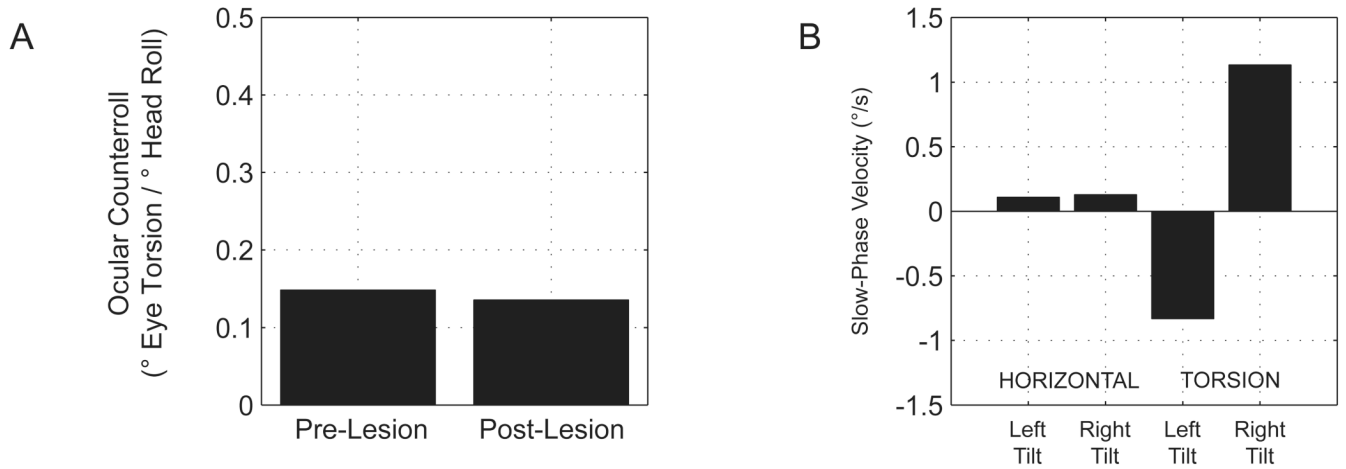 A
Ocular Counterroll
(° Eye Torsion / ° Head Roll)
0.5
0.4
0.3
0.2
0.1
0
Pre-Lesion
Post-Lesion
B
Slow-Phase Velocity (°/s)
1.5
1
0.5
0
-0.5
-1
-1.5
HORIZONTAL
TORSION
Left
Tilt
Right
Tilt
Left
Tilt
Right
Tilt